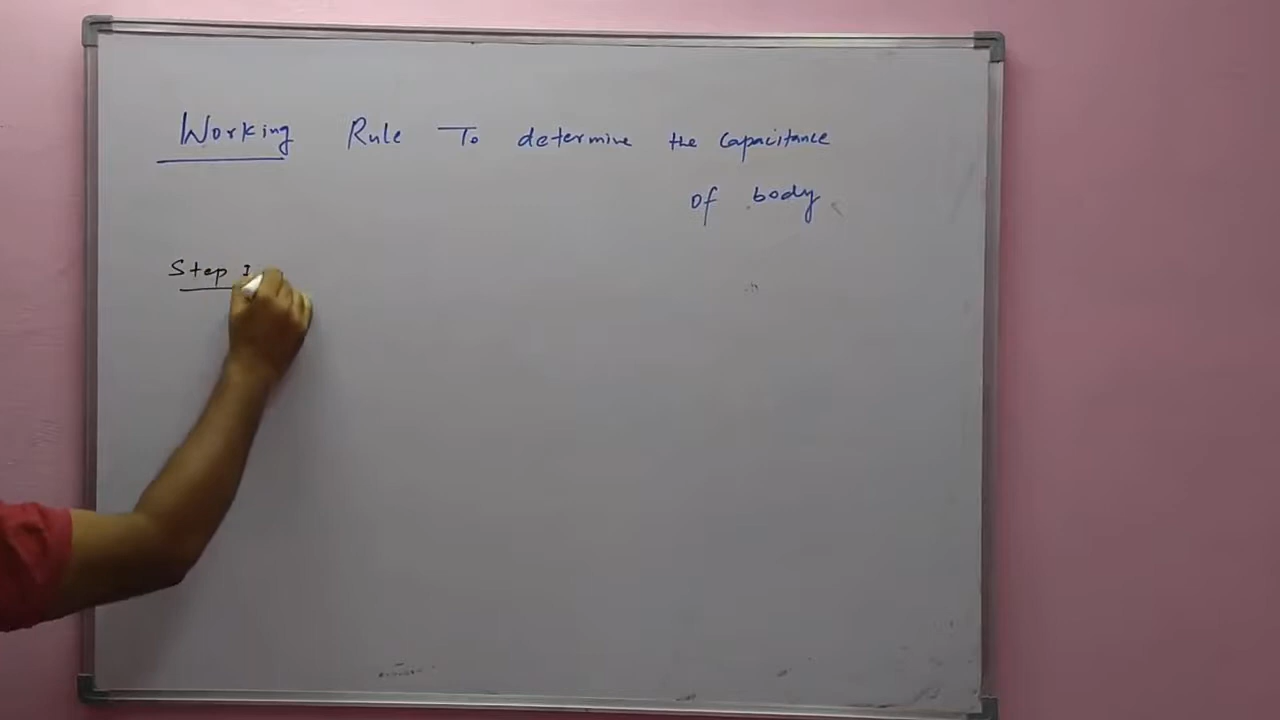 Working Rule To determine the capacitance
of body
Step I